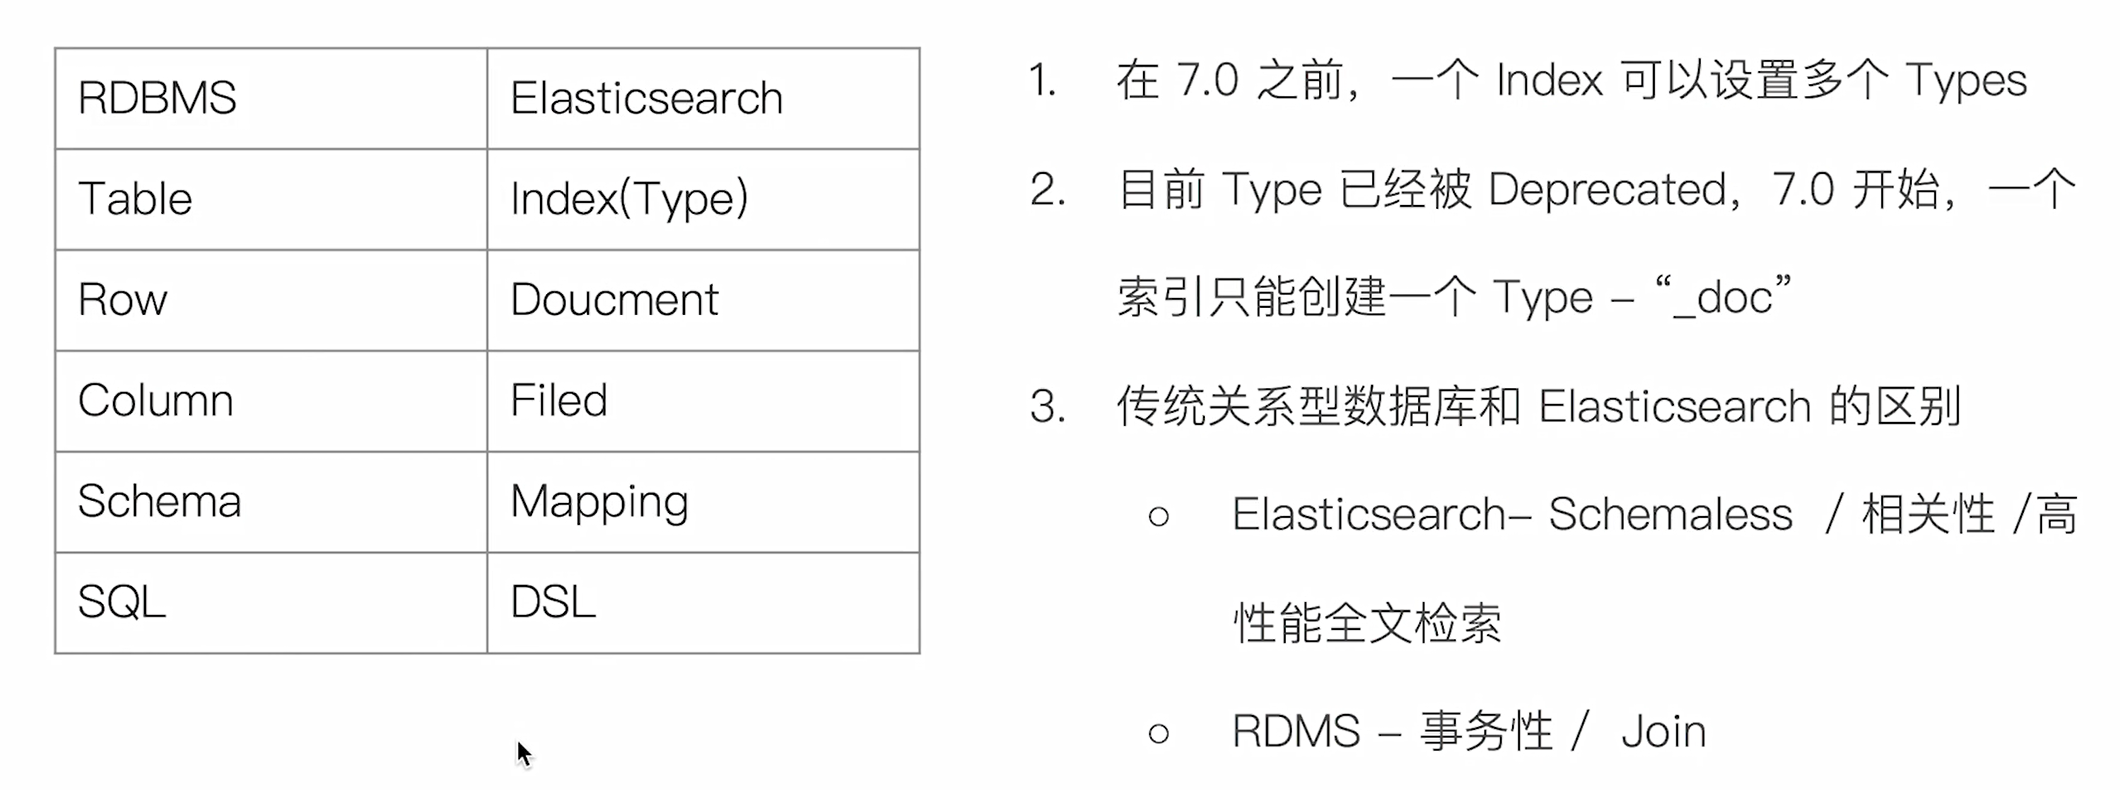 RDBMS Elasticsearch
Table Index(Type)
Row Doucment
Column Filed
Schema Mapping
SQL DSL
1. 在 7.0 之前，一个 Index 可以设置多个 Types
2. 目前 Type 已经被 Deprecated，7.0 开始，一个
索引只能创建一个 Type – “_doc”
3. 传统关系型数据库和 Elasticsearch 的区别
○ Elasticsearch– Schemaless / 相关性 /高
性能全文检索
○ RDMS – 事务性 / Join